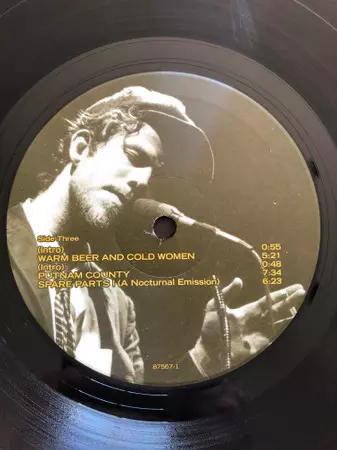 Side Three
(Intro) 0:55
WARM BEER AND COLD WOMEN 5:21
(Intro) 0:48
PUTNAM COUNTY 7:34
SPARE PARTS I (A Nocturnal Emission) 6:23
87567-1